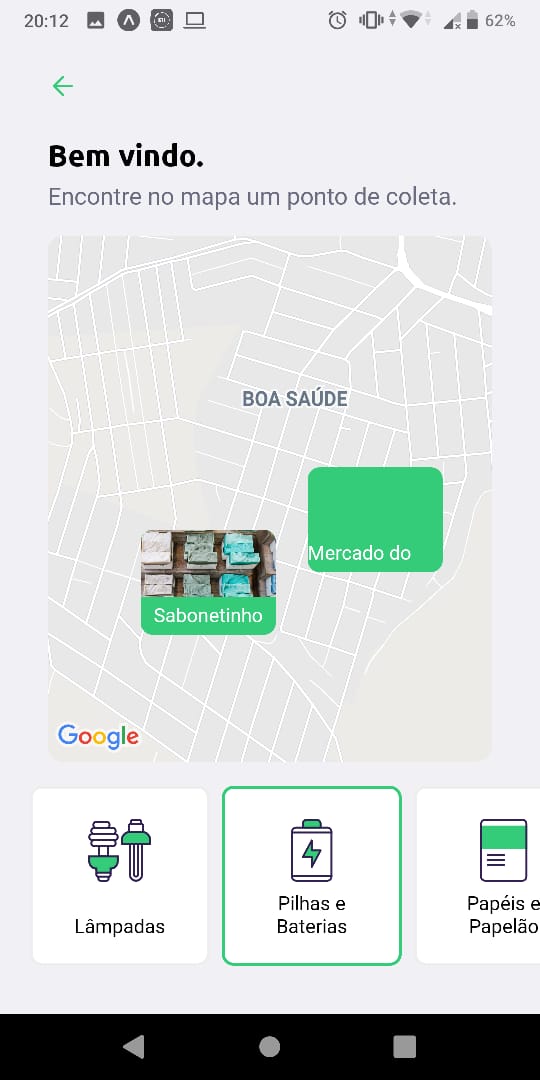 20:12
62%
Bem vindo.
Encontre no mapa um ponto de coleta.
BOA SAÚDE
Mercado do
Sabonetinho
Google
Lâmpadas
Pilhas e
Baterias
Papéis e
Papelão